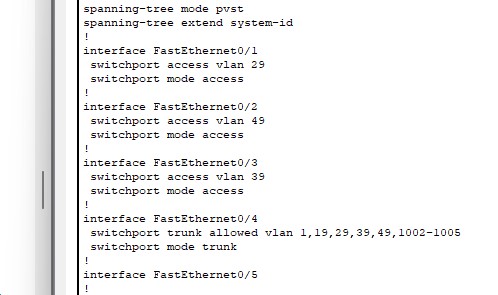 spanning-tree mode pvst
spanning-tree extend system-id
!
interface FastEthernet0/1
switchport access vlan 29
switchport mode access
!
interface FastEthernet0/2
switchport access vlan 49
switchport mode access
!
interface FastEthernet0/3
switchport access vlan 39
switchport mode access
!
interface FastEthernet0/4
switchport trunk allowed vlan 1,19,29,39,49,1002-1005
switchport mode trunk
!
interface FastEthernet0/5
!